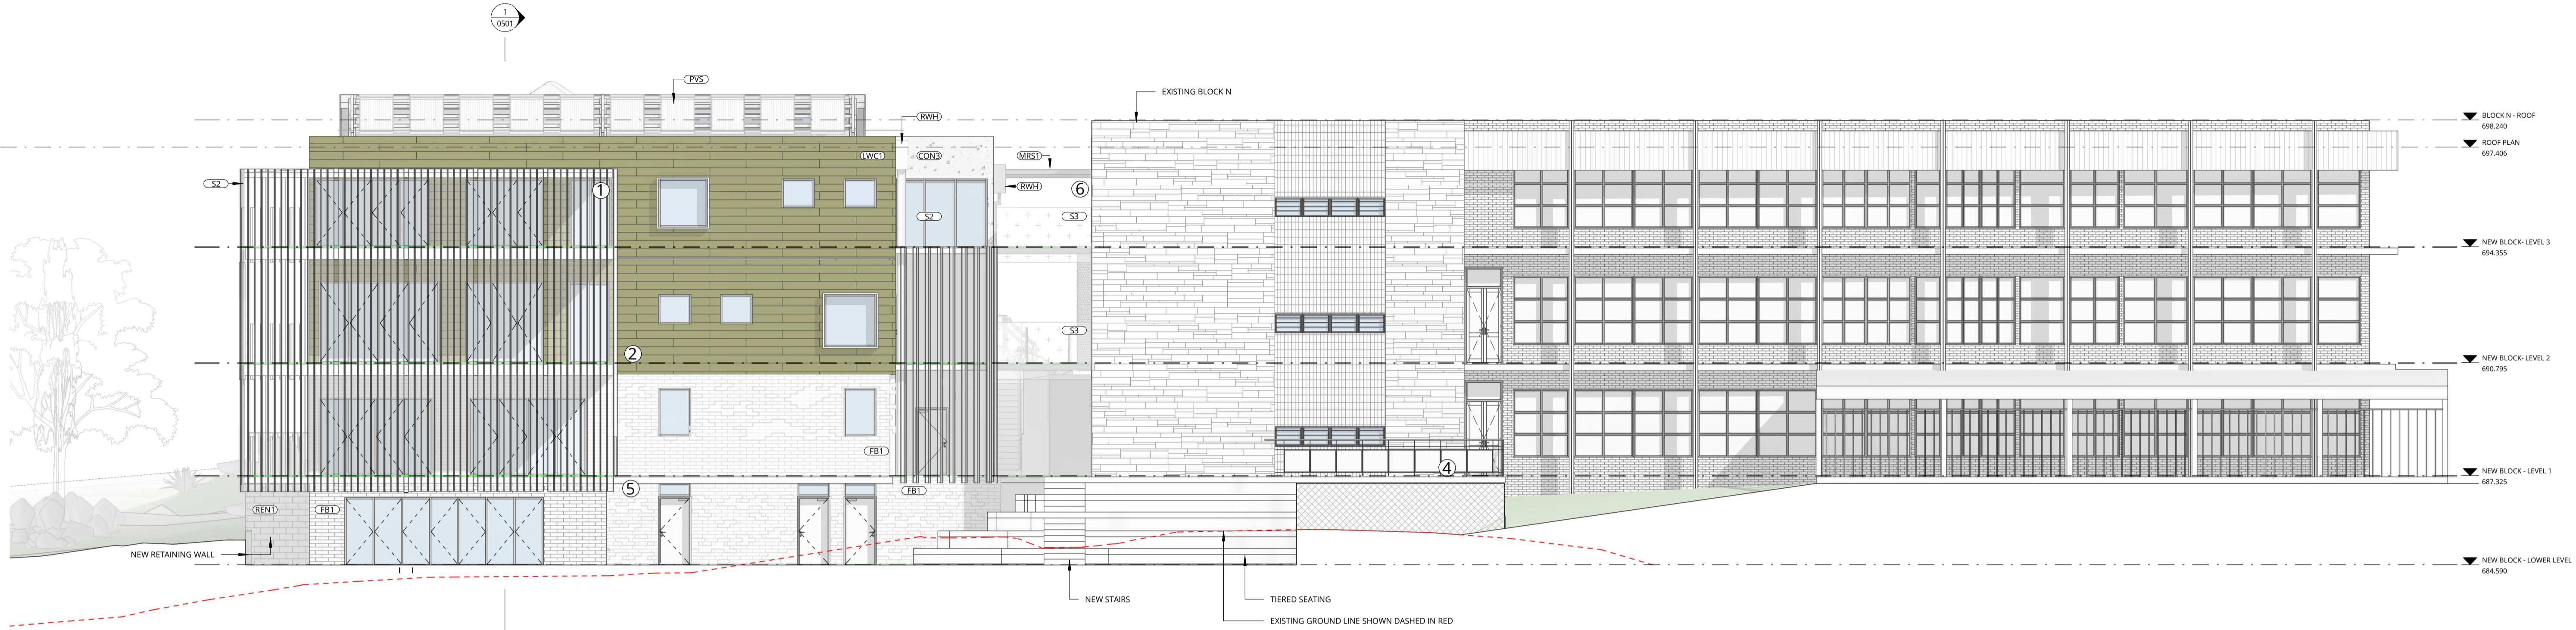 1
0501
PVS
EXISTING BLOCK N
RWH
BLOCK N - ROOF
698.240
ROOF PLAN
697.406
LWC1
CON3
MRS1
S2
1
RWH
6
S2
S3
NEW BLOCK- LEVEL 3
694.355
S3
2
NEW BLOCK- LEVEL 2
690.795
FB1
4
NEW BLOCK - LEVEL 1
687.325
5
FB1
REN1
FB1
NEW RETAINING WALL
NEW BLOCK - LOWER LEVEL
684.590
NEW STAIRS
TIERED SEATING
EXISTING GROUND LINE SHOWN DASHED IN RED